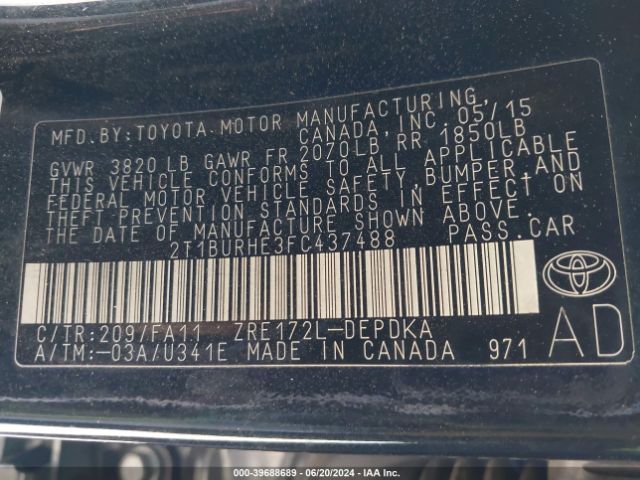 MFD.BY:TOYOTA MOTOR MANUFACTURING,
CANADA, INC. 05/15
GVWR 3820 LB GAWR FR 2070LB RR 1850LB
THIS VEHICLE CONFORMS TO ALL APPLICABLE
FEDERAL MOTOR VEHICLE SAFETY, BUMPER, AND
THEFT PREVENTION STANDARDS IN EFFECT ON
THE DATE OF MANUFACTURE SHOWN ABOVE.
2T1BURHE3FC437488 PASS.CAR
C/TR:209/FA11 ZRE172L-DEPDKA
A/TM:-03A/U341E MADE IN CANADA 971
AD
000-39688689 - 06/20/2024 - IAA Inc.